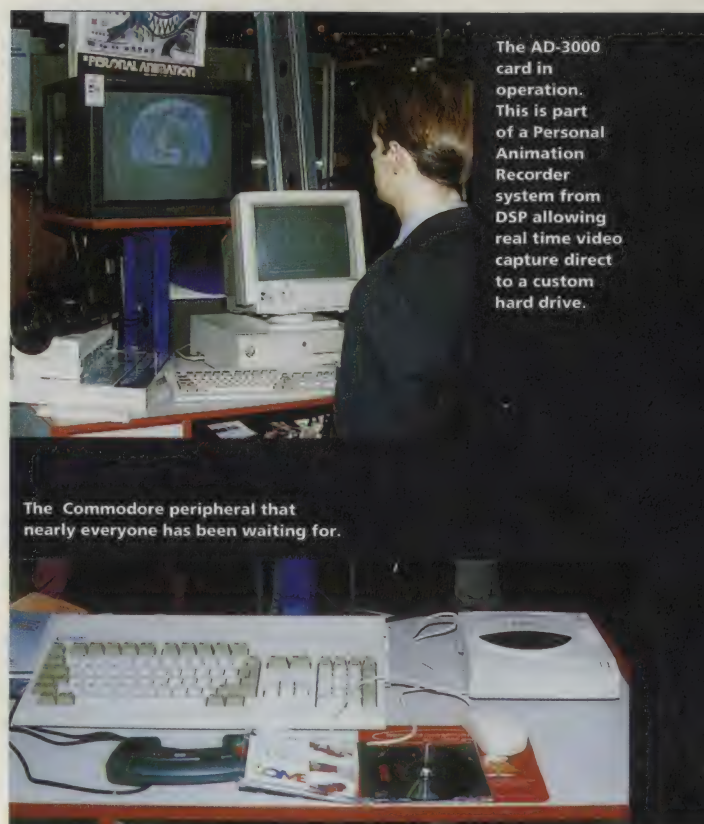 PERSONAL ANIMATION
The AD-3000
card in
operation.
This is part
of a Personal
Animation
Recorder
system from
DSP allowing
real time video
capture direct
to a custom
hard drive.
The Commodore peripheral that
nearly everyone has been waiting for.